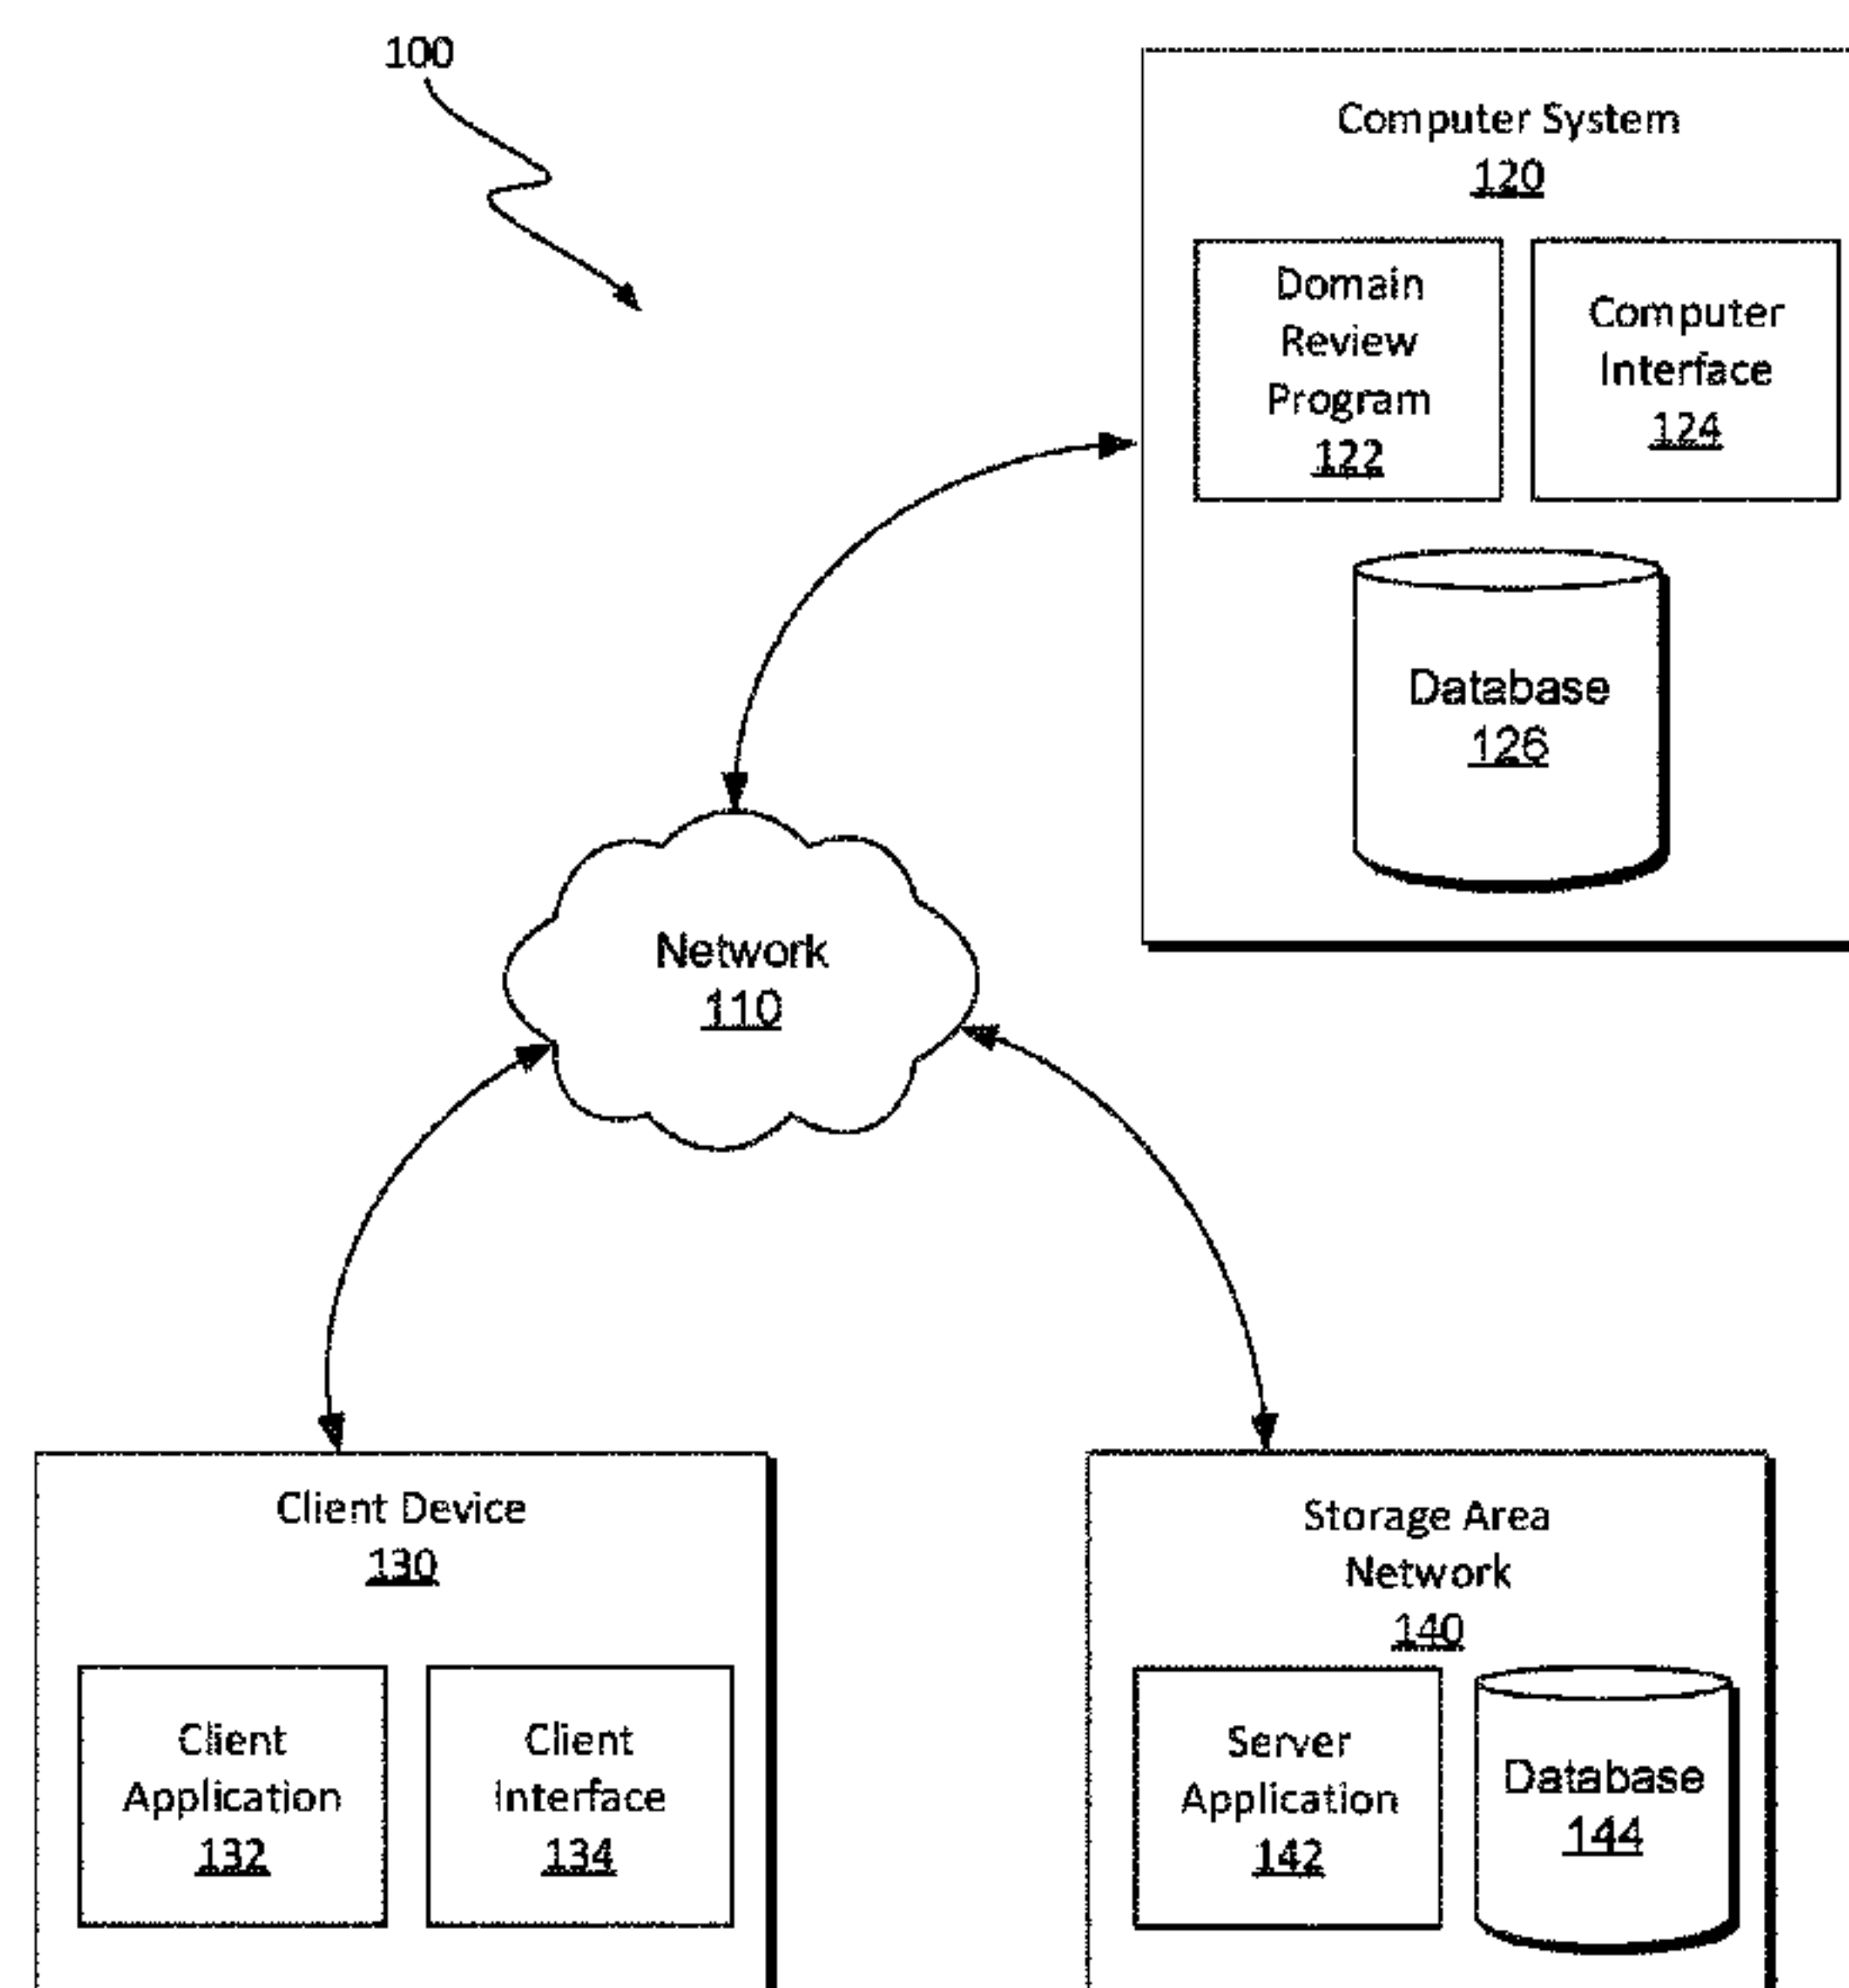 100
Computer System
120
Domain
Review
Program
122
Computer
Interface
124
Database
126
Network
110
Client Device
130
Client
Application
132
Client
Interface
134
Storage Area
Network
140
Server
Application
142
Database
144